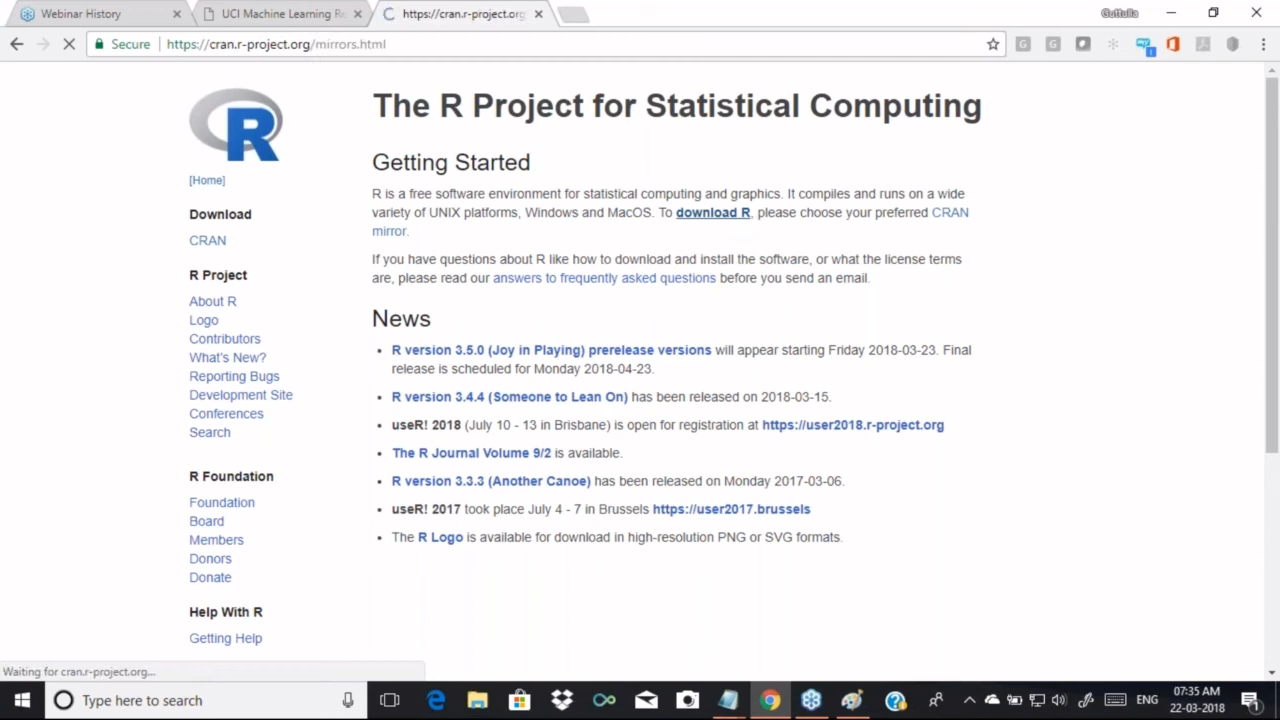 Webinar History
UCI Machine Learning Re
https://cran.r-project.org
Guttulla
Secure
https://cran.r-project.org/mirrors.html
R
[Home]
Download
CRAN
R Project
About R
Logo
Contributors
What's New?
Reporting Bugs
Development Site
Conferences
Search
R Foundation
Foundation
Board
Members
Donors
Donate
Help With R
Getting Help
The R Project for Statistical Computing
Getting Started
R is a free software environment for statistical computing and graphics. It compiles and runs on a wide
variety of UNIX platforms, Windows and MacOS. To download R, please choose your preferred CRAN
mirror.
If you have questions about R like how to download and install the software, or what the license terms
are, please read our answers to frequently asked questions before you send an email.
News
R version 3.5.0 (Joy in Playing) prerelease versions will appear starting Friday 2018-03-23. Final
release is scheduled for Monday 2018-04-23.
R version 3.4.4 (Someone to Lean On) has been released on 2018-03-15.
useR! 2018 (July 10 - 13 in Brisbane) is open for registration at https://user2018.r-project.org
The R Journal Volume 9/2 is available.
R version 3.3.3 (Another Canoe) has been released on Monday 2017-03-06.
useR! 2017 took place July 4 - 7 in Brussels https://user2017.brussels
The R Logo is available for download in high-resolution PNG or SVG formats.
Waiting for cran.r-project.org...
Type here to search
ENG
07:35 AM
22-03-2018